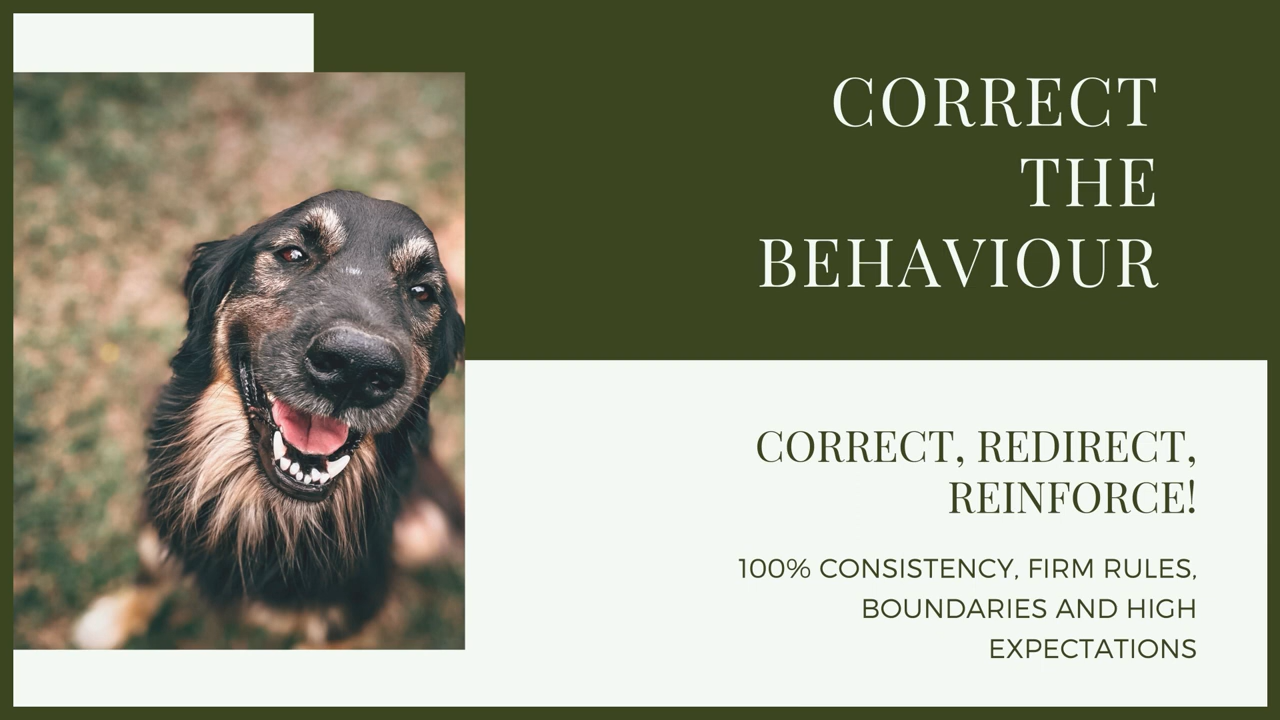 CORRECT
THE
BEHAVIOUR
CORRECT, REDIRECT,
REINFORCE!
100% CONSISTENCY, FIRM RULES,
BOUNDARIES AND HIGH
EXPECTATIONS